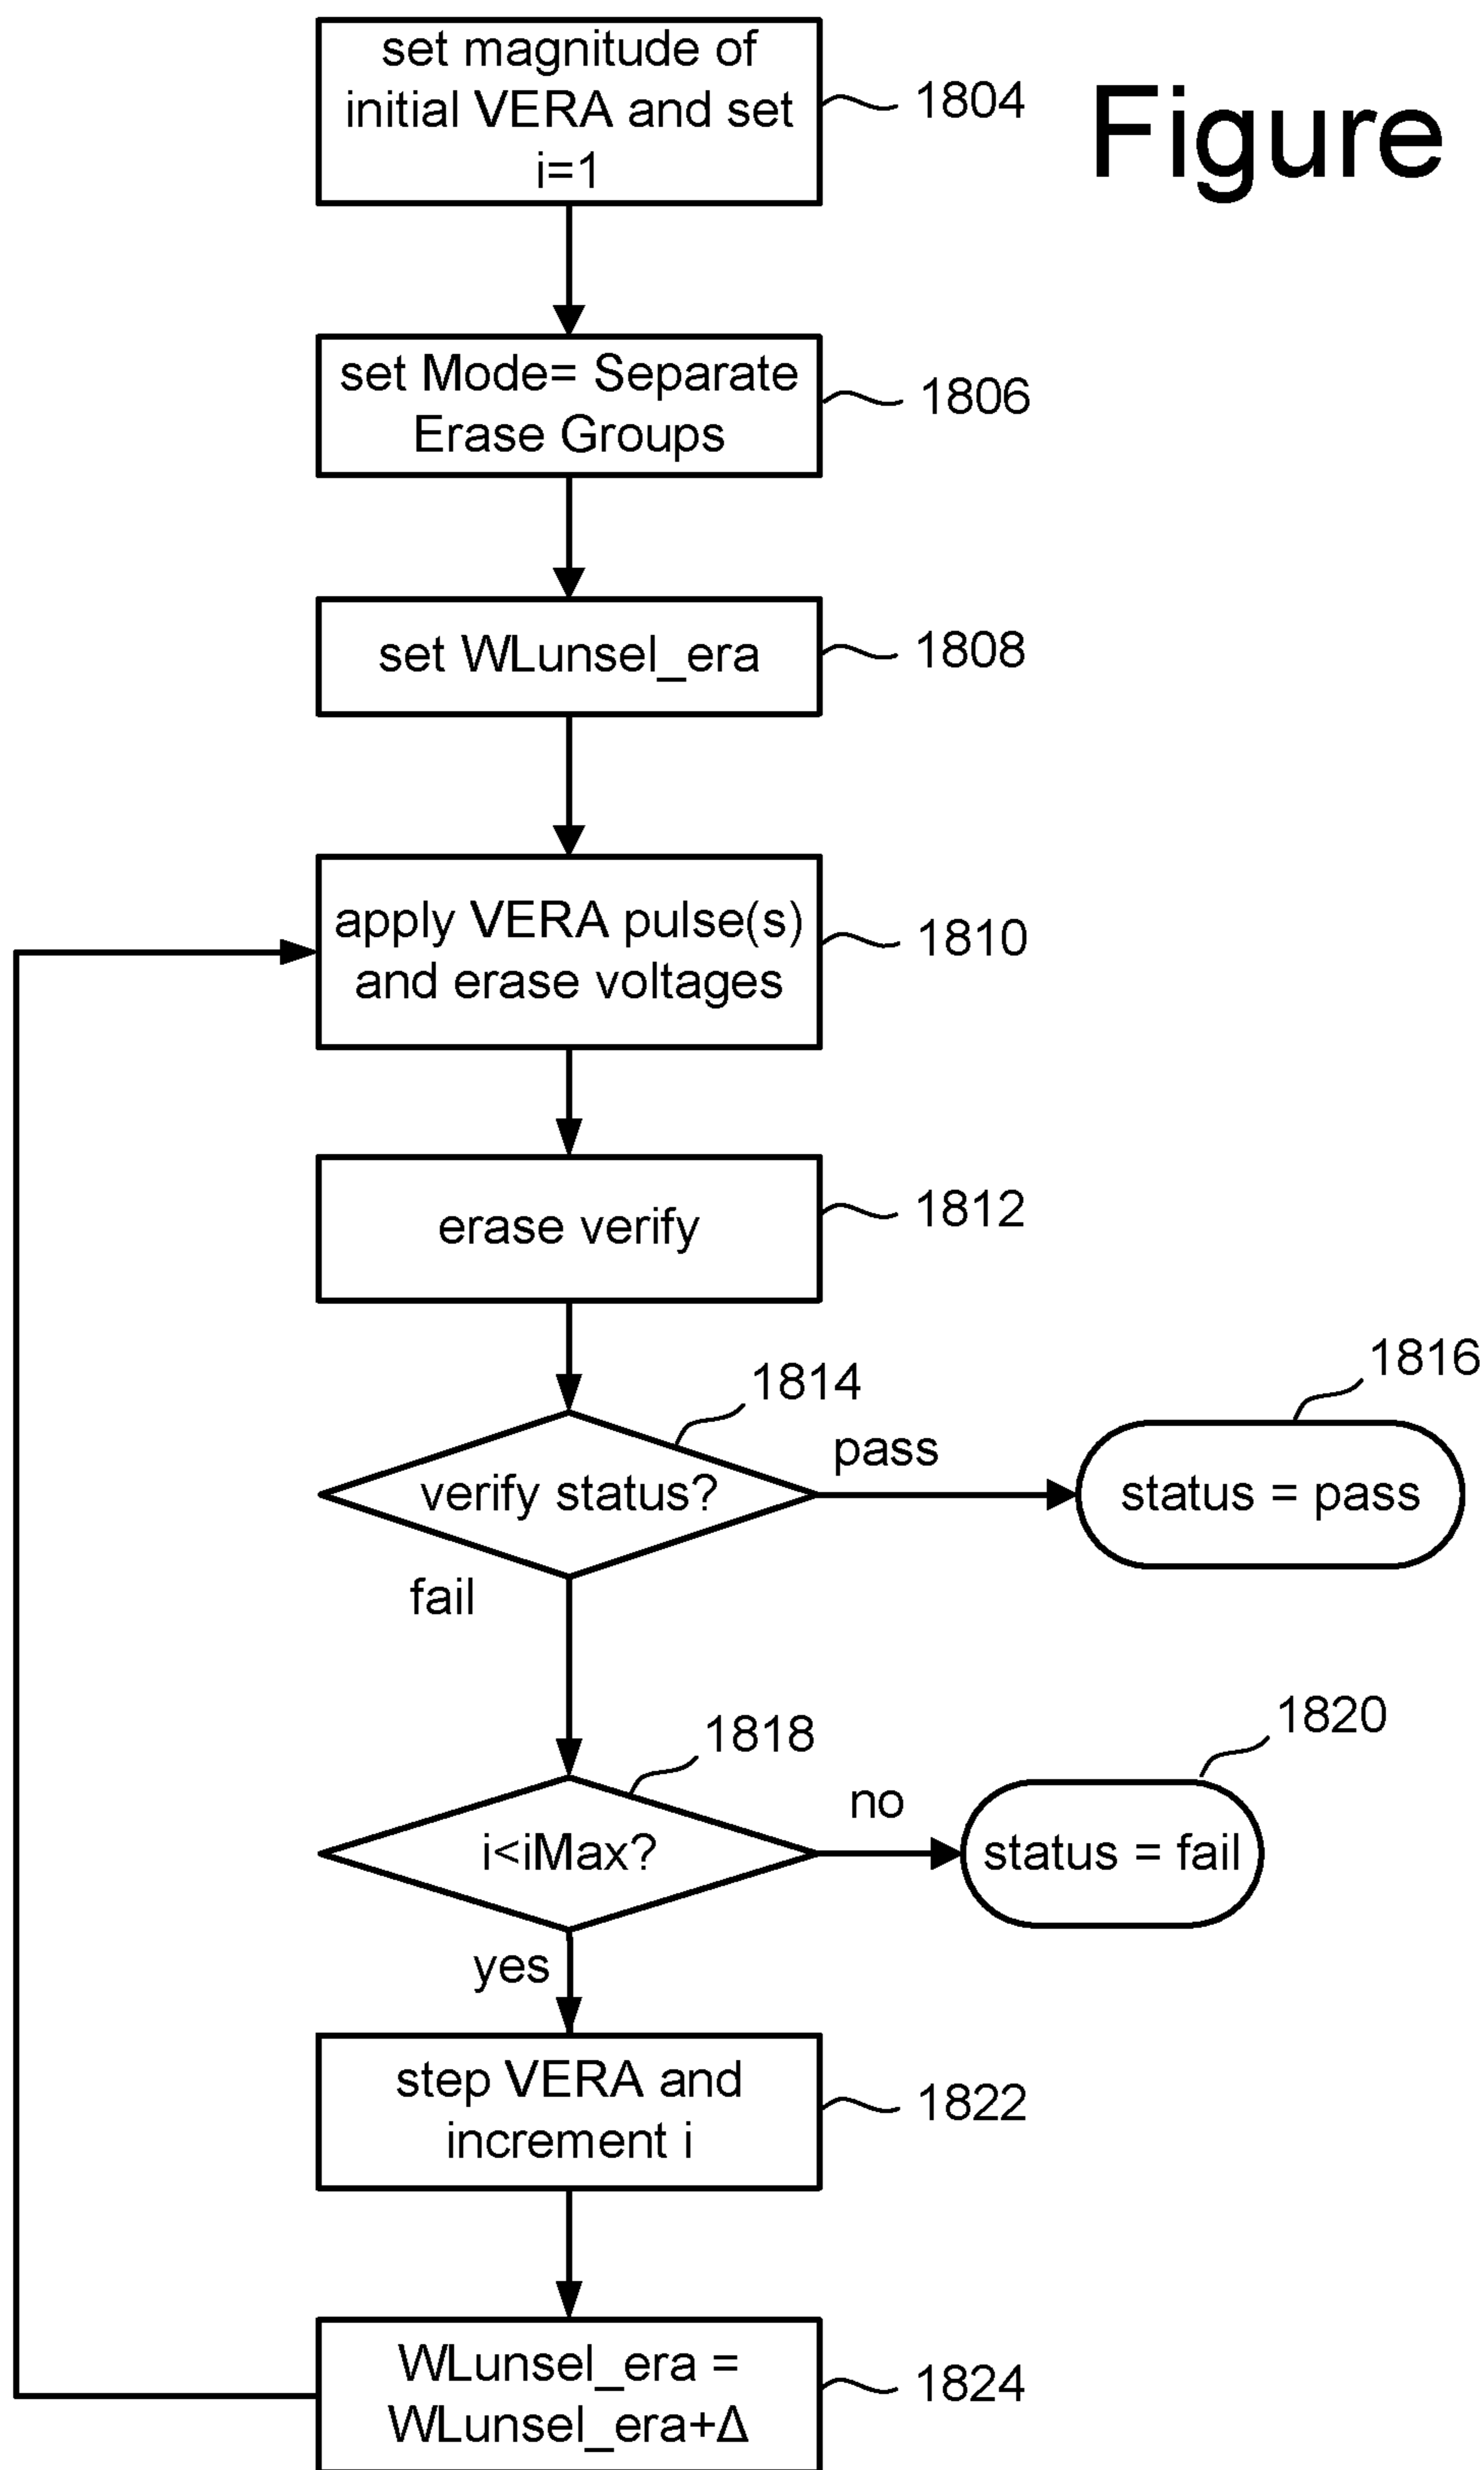 set magnitude of
initial VERA and set
i=1
1804
Figure
set Mode= Separate
Erase Groups
1806
set WLunsel_era
1808
apply VERA pulse(s)
and erase voltages
1810
erase verify
1812
1814
verify status?
pass
1816
status = pass
fail
1818
i<iMax?
no
1820
status = fail
yes
step VERA and
increment i
1822
WLunsel_era =
WLunsel_era+Δ
1824